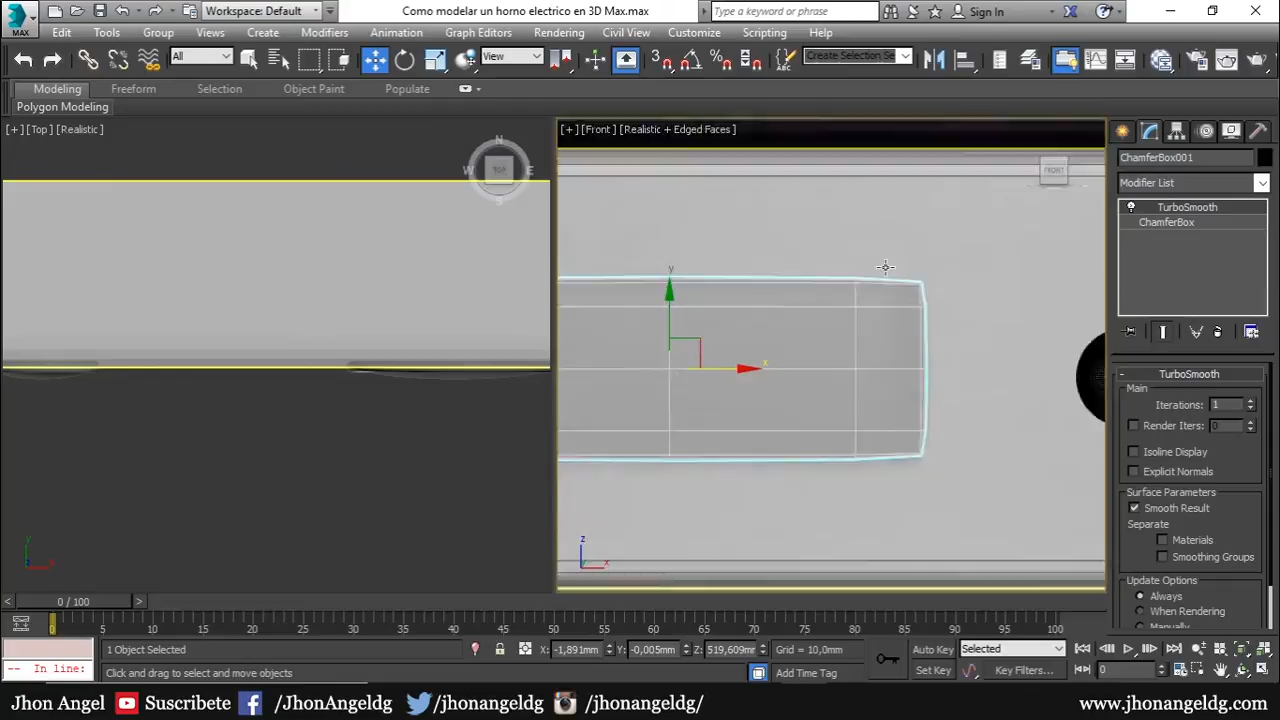 Workspace: Default
Como modelar un horno electrico en 3D Max.max
Type a keyword or phrase
Sign In
MAX
Edit Tools Group Views Create Modifiers Animation Graph Editors Rendering Civil View Customize Scripting Help
All
View
Create Selection Se
Modeling Freeform Selection Object Paint Populate
Polygon Modeling
[+] [Top] [Realistic]
[+] [Front] [Realistic + Edged Faces]
N
W TOP E
S
FRONT
ChamferBox001
Modifier List
TurboSmooth
ChamferBox
y
x
TurboSmooth
Main
Iterations: 1
Render Iters: 0
Isoline Display
Explicit Normals
Surface Parameters
Smooth Result
Separate
Materials
Smoothing Groups
Update Options
Always
When Rendering
Manually
y
x
z
x
0 / 100
0 5 10 15 20 25 30 35 40 45 50 55 60 65 70 75 80 85 90 95 100
1 Object Selected
X: -1,891mm Y: -0,005mm Z: 519,609mm Grid = 10,0mm
Auto Key Selected
-- In line:
Click and drag to select and move objects
Add Time Tag
Set Key Key Filters... 0
Jhon Angel Suscribete /JhonAngeldg /jhonangeldg /jhonangeldg/ www.jhonangeldg.com